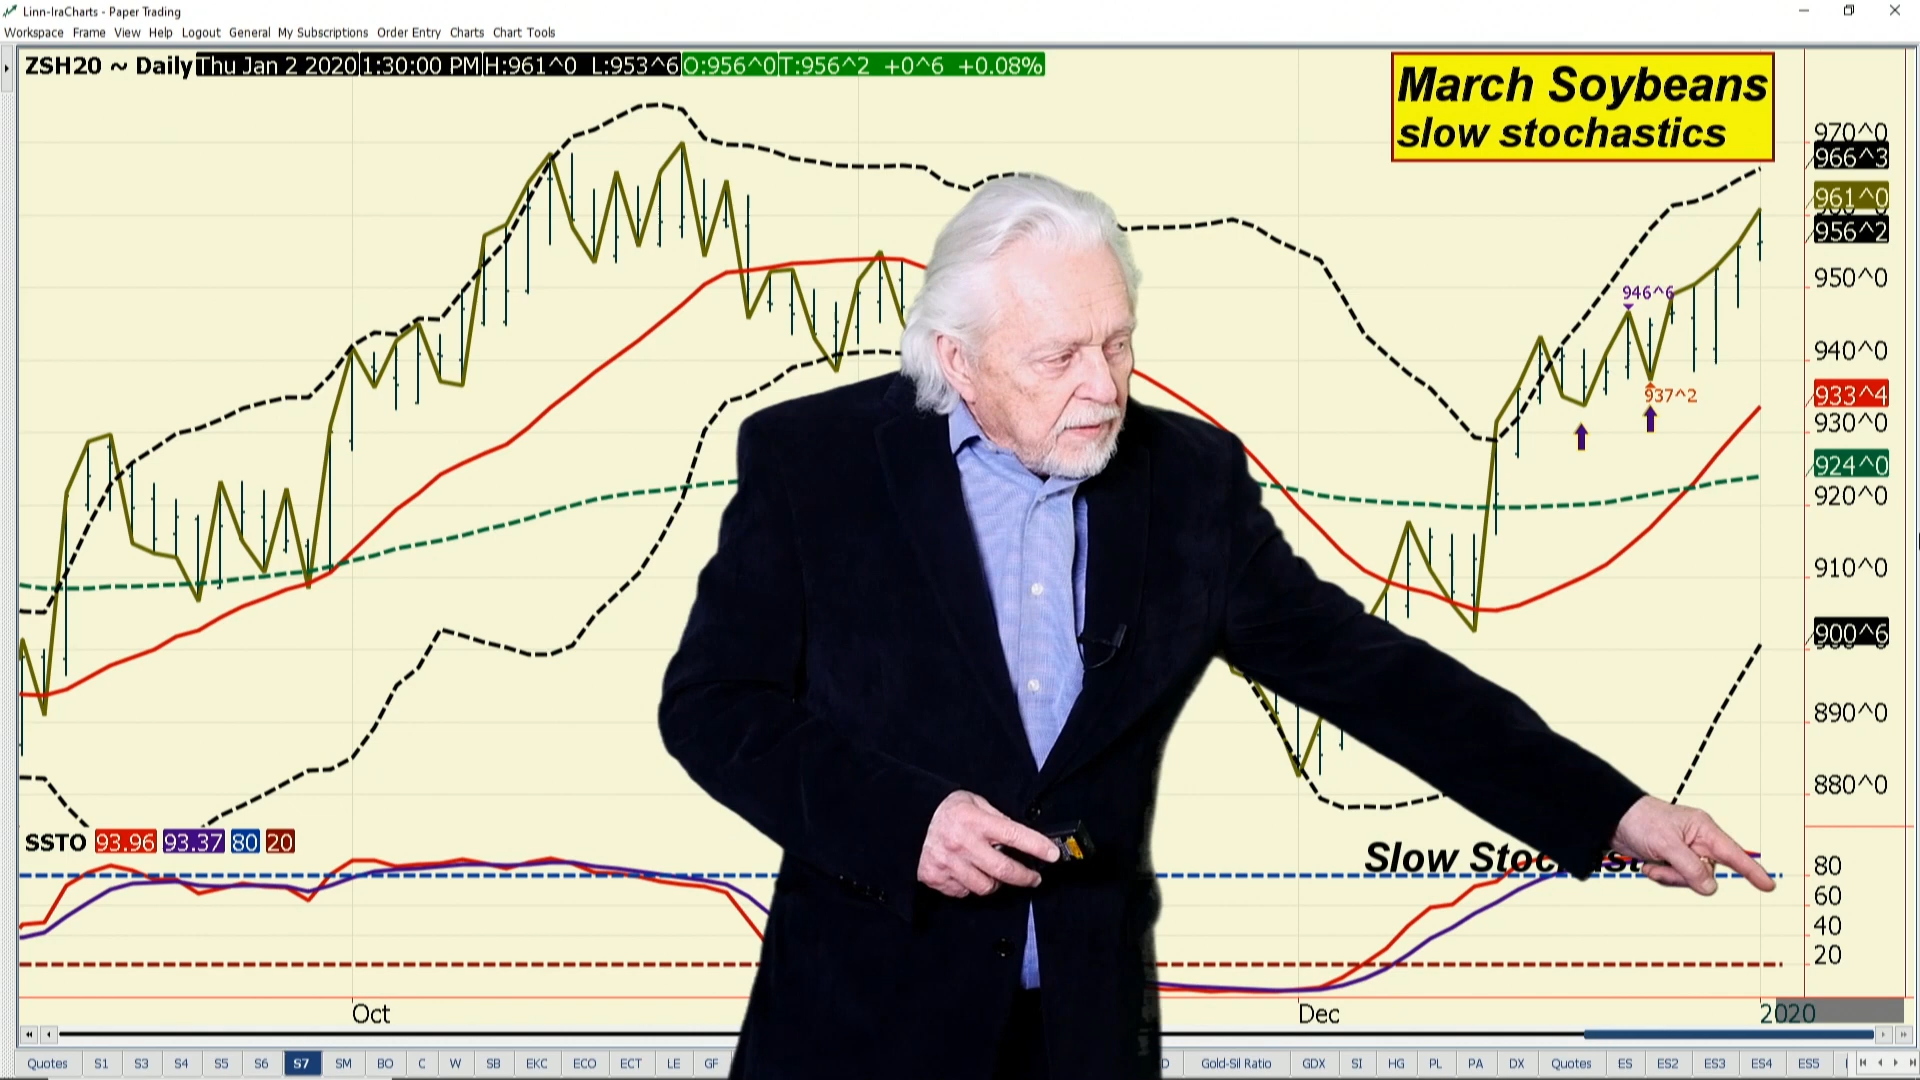 Linn-IraCharts - Paper Trading
Workspace Frame View Help Logout General My Subscriptions Order Entry Charts Chart Tools
ZSH20 ~ Daily Thu Jan 2 2020 1:30:00 PM H:961^0 L:953^6 O:956^0 T:956^2 +0^6 +0.08%
March Soybeans
slow stochastics
970^0
966^3
961^0
956^2
950^0
946^6
940^0
933^4
937^2
930^0
924^0
920^0
910^0
900^6
890^0
880^0
SSTO 93.96 93.37 80 20
Slow
80
60
40
20
Oct Dec 2020
Quotes S1 S3 S4 S5 S6 S7 SM BO C W SB EKC ECO ECT LE GF D Gold-Sil Ratio GDX SI HG PL PA DX Quotes ES ES2 ES3 ES4 ES5